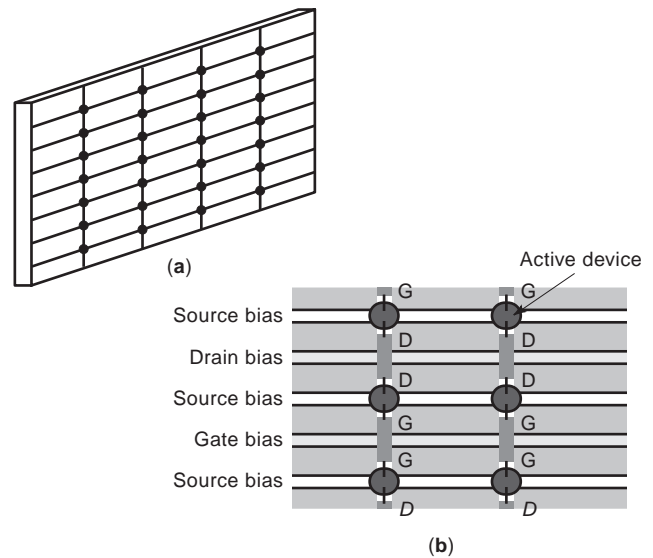 (a)
Active device
G G
Source bias
D D
Drain bias
D D
Source bias
G G
Gate bias
G G
Source bias
D D
(b)